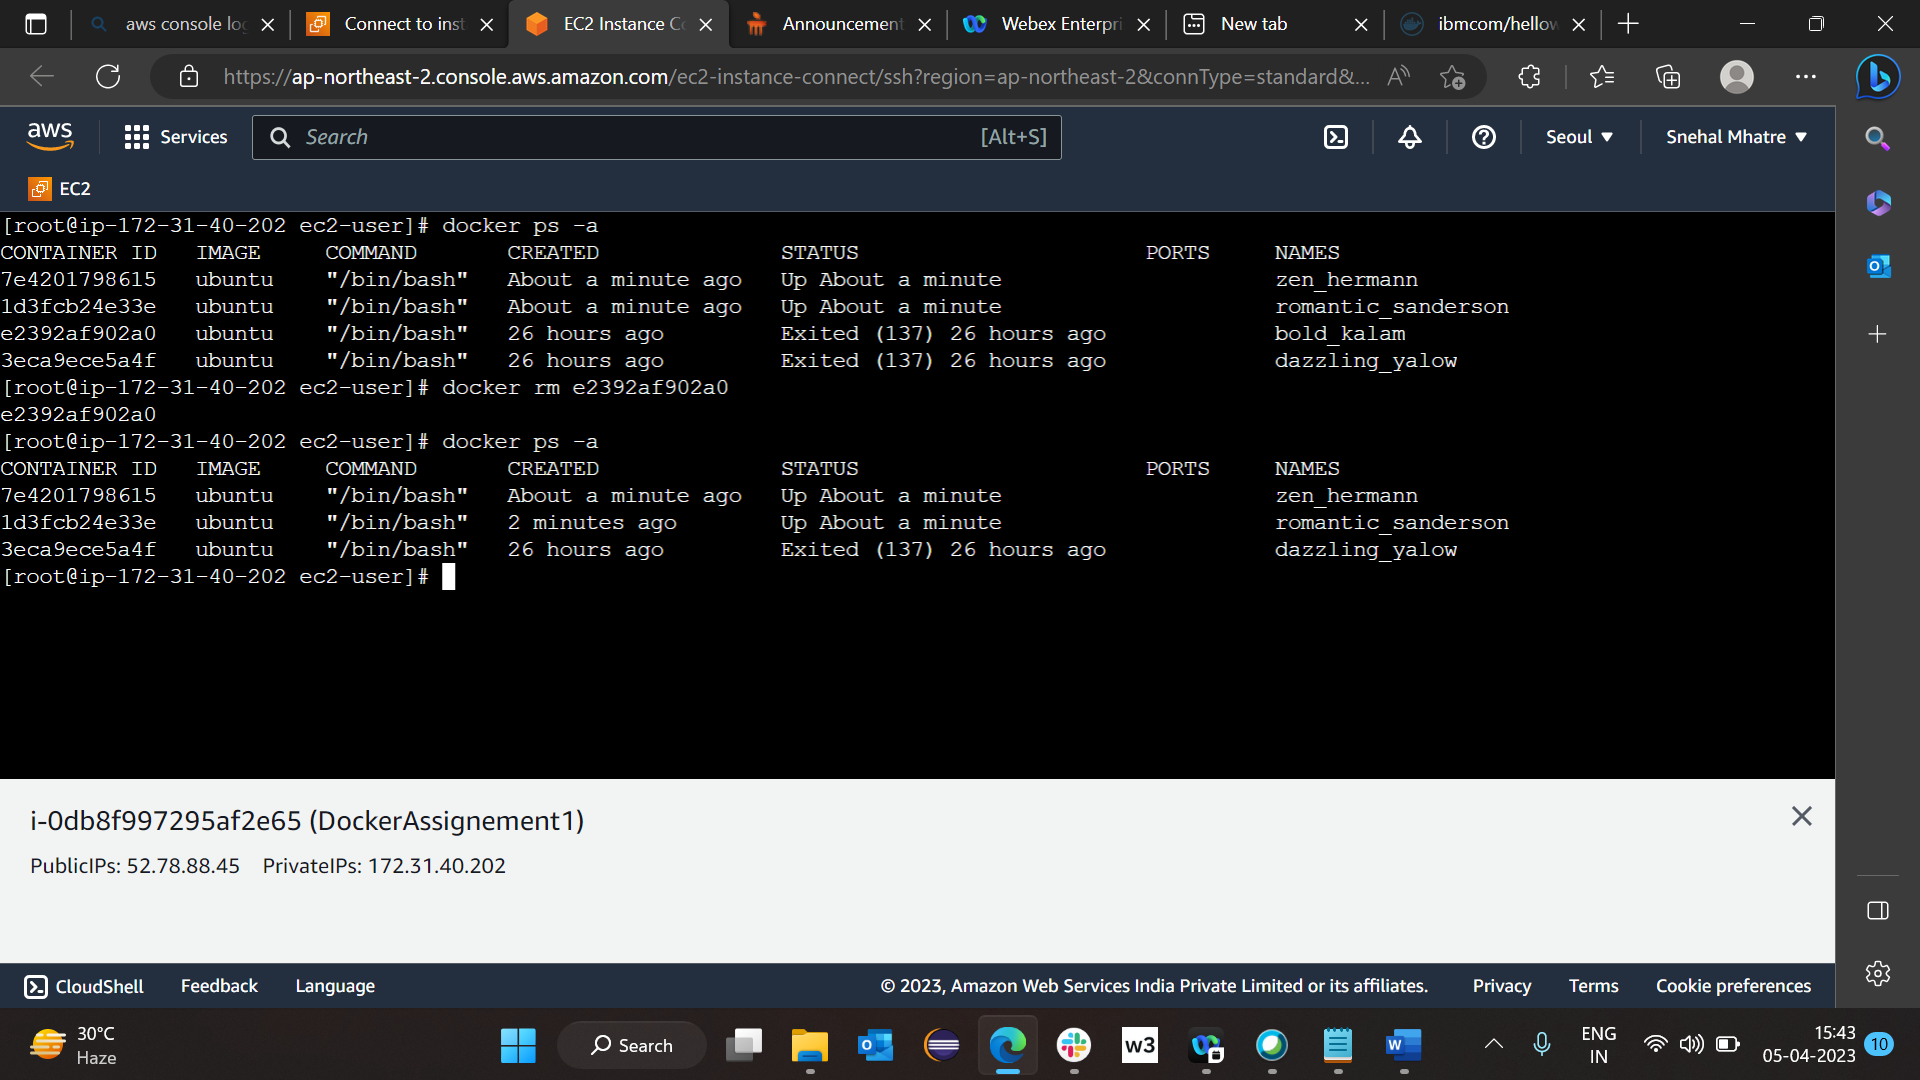 aws console log
Connect to inst
EC2 Instance Co
Announcement
Webex Enterpri
New tab
ibmcom/hellow
https://ap-northeast-2.console.aws.amazon.com/ec2-instance-connect/ssh?region=ap-northeast-2&connType=standard&...
aws
Services
Search
[Alt+S]
Seoul
Snehal Mhatre
EC2
[root@ip-172-31-40-202 ec2-user]# docker ps -a
CONTAINER ID IMAGE COMMAND CREATED STATUS PORTS NAMES
7e4201798615 ubuntu "/bin/bash" About a minute ago Up About a minute zen_hermann
1d3fcb24e33e ubuntu "/bin/bash" About a minute ago Up About a minute romantic_sanderson
e2392af902a0 ubuntu "/bin/bash" 26 hours ago Exited (137) 26 hours ago bold_kalam
3eca9ece5a4f ubuntu "/bin/bash" 26 hours ago Exited (137) 26 hours ago dazzling_yalow
[root@ip-172-31-40-202 ec2-user]# docker rm e2392af902a0
e2392af902a0
[root@ip-172-31-40-202 ec2-user]# docker ps -a
CONTAINER ID IMAGE COMMAND CREATED STATUS PORTS NAMES
7e4201798615 ubuntu "/bin/bash" About a minute ago Up About a minute zen_hermann
1d3fcb24e33e ubuntu "/bin/bash" 2 minutes ago Up About a minute romantic_sanderson
3eca9ece5a4f ubuntu "/bin/bash" 26 hours ago Exited (137) 26 hours ago dazzling_yalow
[root@ip-172-31-40-202 ec2-user]#
i-0db8f997295af2e65 (DockerAssignement1)
PublicIPs: 52.78.88.45 PrivateIPs: 172.31.40.202
CloudShell
Feedback
Language
© 2023, Amazon Web Services India Private Limited or its affiliates.
Privacy
Terms
Cookie preferences
30°C
Haze
Search
w3
ENG
IN
15:43
05-04-2023
10